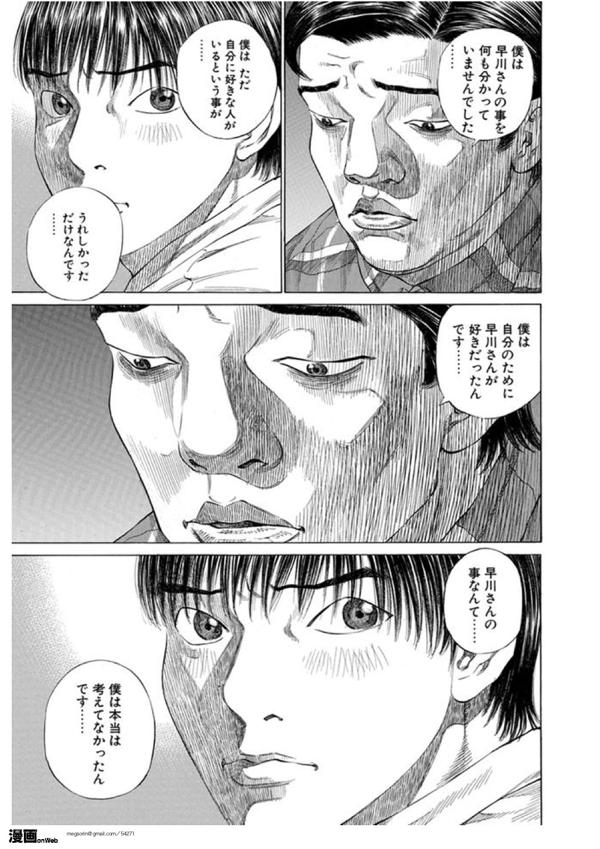 僕は
早川さんの事を
何も分かって
いませんでした
……
僕は ただ
自分に好きな人が
いるという事が
……
うれしかった
だけなんです
……
僕は
自分のために
早川さんが
好きだったん
です……
早川さんの
事なんて……
僕は本当は
考えてなかったん
です……
漫画onWeb
megaorin@gmail.com/54271